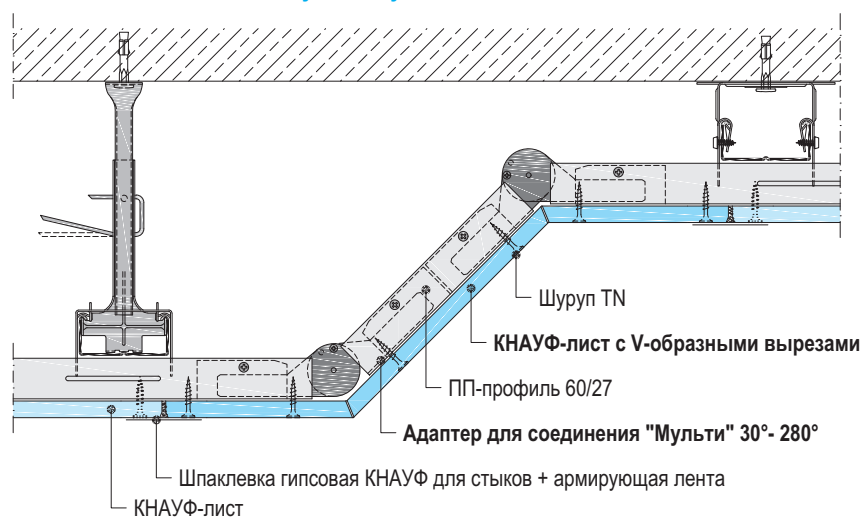 Шуруп TN
КНАУФ-лист с V-образными вырезами
ПП-профиль 60/27
Адаптер для соединения "Мульти" 30°- 280°
Шпаклевка гипсовая КНАУФ для стыков + армирующая лента
КНАУФ-лист